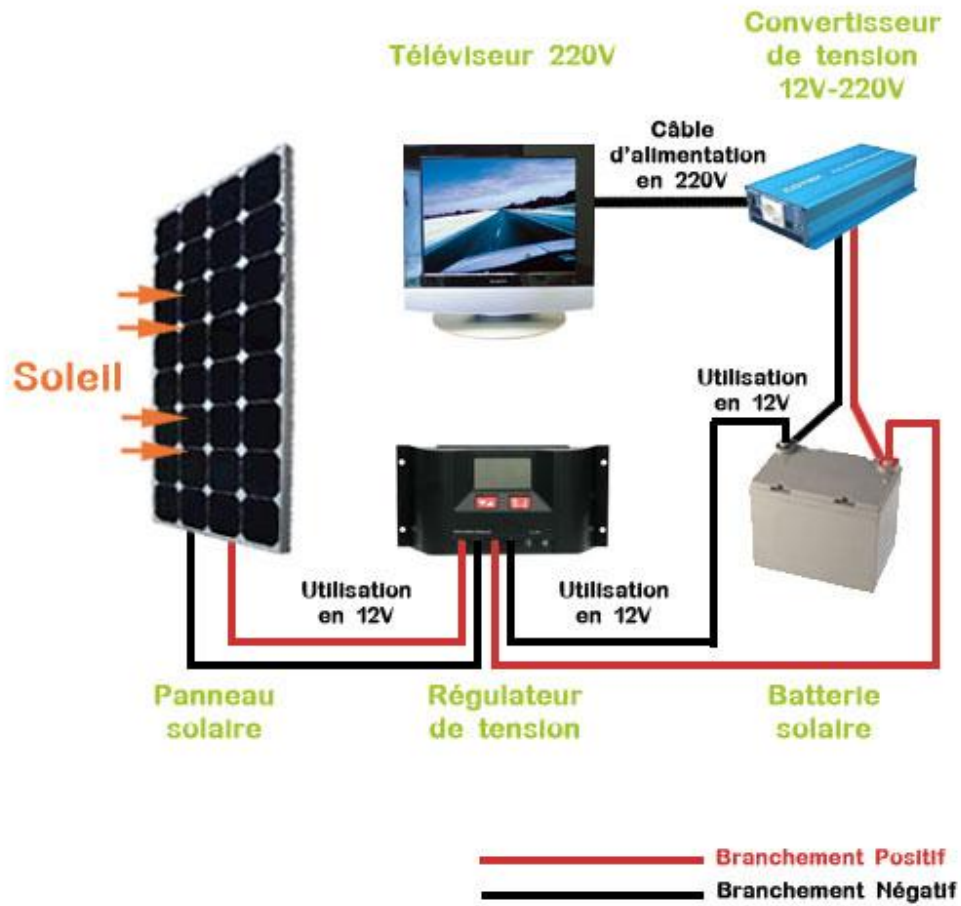 Convertisseur
de tension
12V-220V
Téléviseur 220V
Câble
d'alimentation
en 220V
Soleil
Utilisation
en 12V
Utilisation
en 12V
Utilisation
en 12V
Panneau
solaire
Régulateur
de tension
Batterie
solaire
Branchement Positif
Branchement Négatif